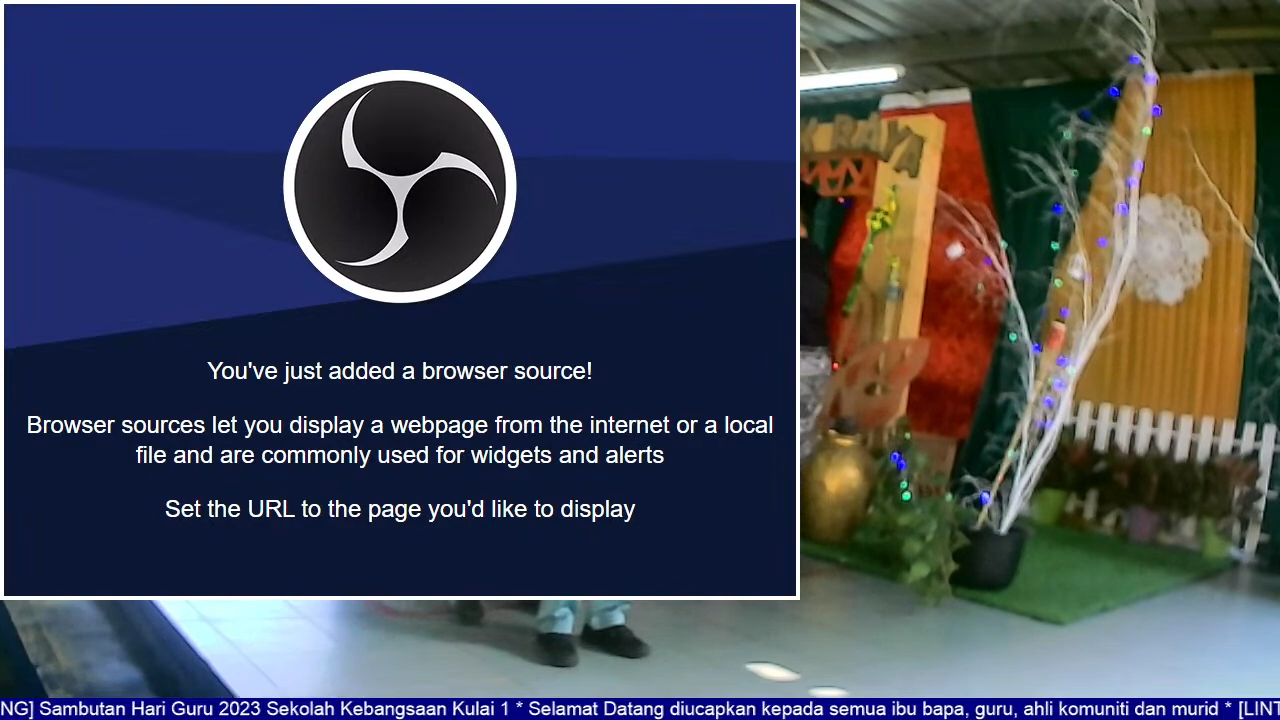 RAYA
You've just added a browser source!
Browser sources let you display a webpage from the internet or a local
file and are commonly used for widgets and alerts
Set the URL to the page you'd like to display
NG] Sambutan Hari Guru 2023 Sekolah Kebangsaan Kulai 1 * Selamat Datang diucapkan kepada semua ibu bapa, guru, ahli komuniti dan murid * [LINT